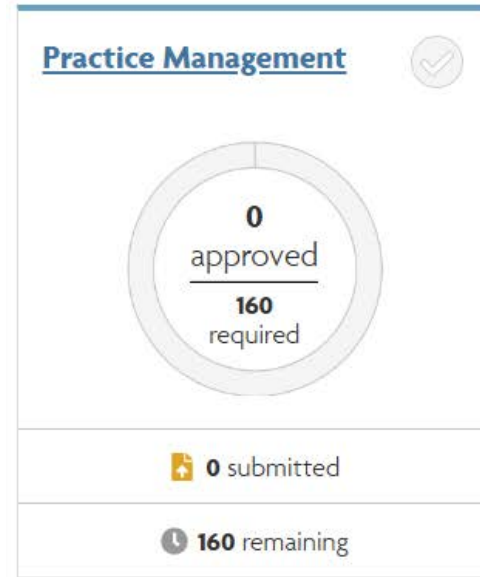 Practice Management
0
approved
160
required
0 submitted
160 remaining